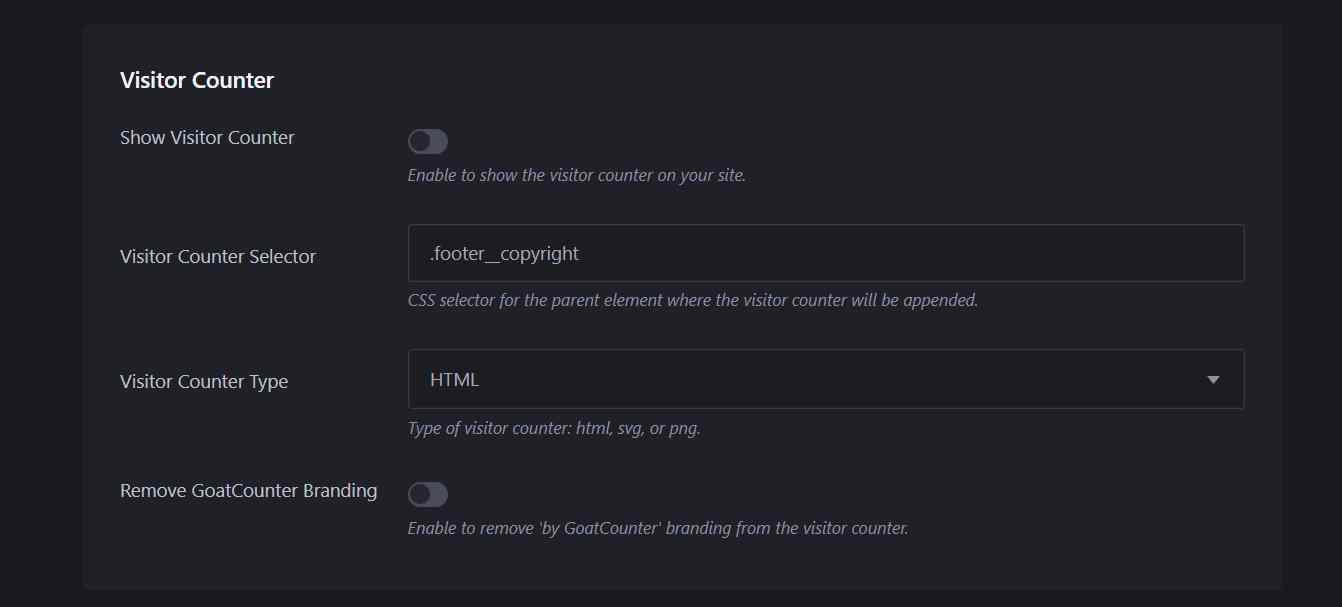 Visitor Counter
Show Visitor Counter
Enable to show the visitor counter on your site.
Visitor Counter Selector
.footer__copyright
CSS selector for the parent element where the visitor counter will be appended.
Visitor Counter Type
HTML
Type of visitor counter: html, svg, or png.
Remove GoatCounter Branding
Enable to remove 'by GoatCounter' branding from the visitor counter.